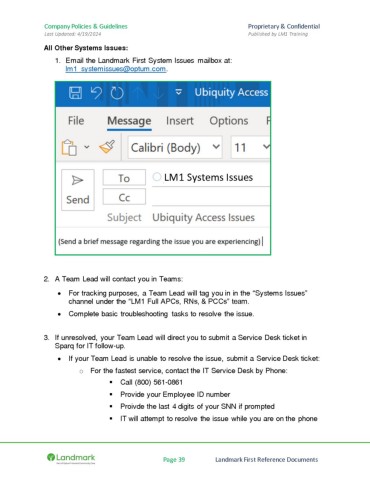 Company Policies & Guidelines
Proprietary & Confidential
Last Updated: 4/19/2024
Published by LM1 Training
All Other Systems Issues:
1. Email the Landmark First System Issues mailbox at:
lm1_systemissues@optum.com.
Ubiquity Access
File Message Insert Options F
Calibri (Body) 11
To LM1 Systems Issues
Send Cc
Subject Ubiquity Access Issues
(Send a brief message regarding the issue you are experiencing)
2. A Team Lead will contact you in Teams:
• For tracking purposes, a Team Lead will tag you in in the “Systems Issues”
channel under the “LM1 Full APCs, RNs, & PCCs” team.
• Complete basic troubleshooting tasks to resolve the issue.
3. If unresolved, your Team Lead will direct you to submit a Service Desk ticket in
Sparq for IT follow-up.
• If your Team Lead is unable to resolve the issue, submit a Service Desk ticket:
o For the fastest service, contact the IT Service Desk by Phone:
▪ Call (800) 561-0861
▪ Provide your Employee ID number
▪ Proivde the last 4 digits of your SNN if prompted
▪ IT will attempt to resolve the issue while you are on the phone
Landmark
Page 39
Landmark First Reference Documents